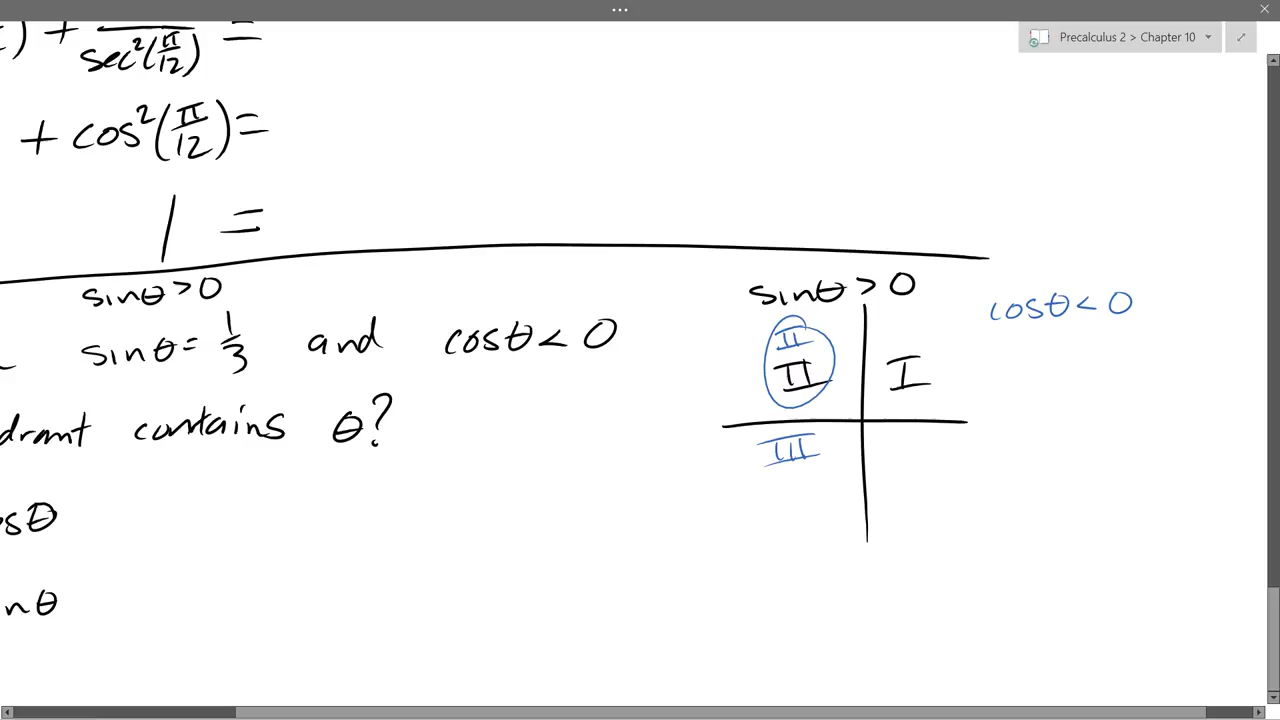 Precalculus 2 > Chapter 10
) + / sec²(π/12) =
+ cos²(π/12) =
1 =
sinθ > 0
sinθ = 1/3 and cosθ < 0
drant contains θ?
sθ
nθ
sinθ > 0
cosθ < 0
II
II I
III